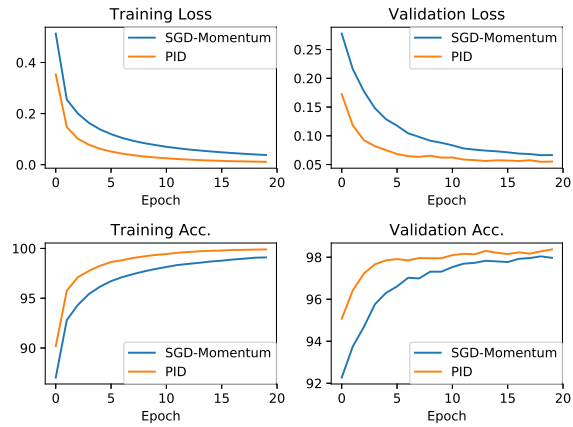 Training Loss
0.4
0.2
0.0
0
5
10
15
20
Epoch
SGD-Momentum
PID
Validation Loss
0.25
0.20
0.15
0.10
0.05
0
5
10
15
20
Epoch
SGD-Momentum
PID
Training Acc.
100
95
90
0
5
10
15
20
Epoch
SGD-Momentum
PID
Validation Acc.
98
96
94
92
0
5
10
15
20
Epoch
SGD-Momentum
PID